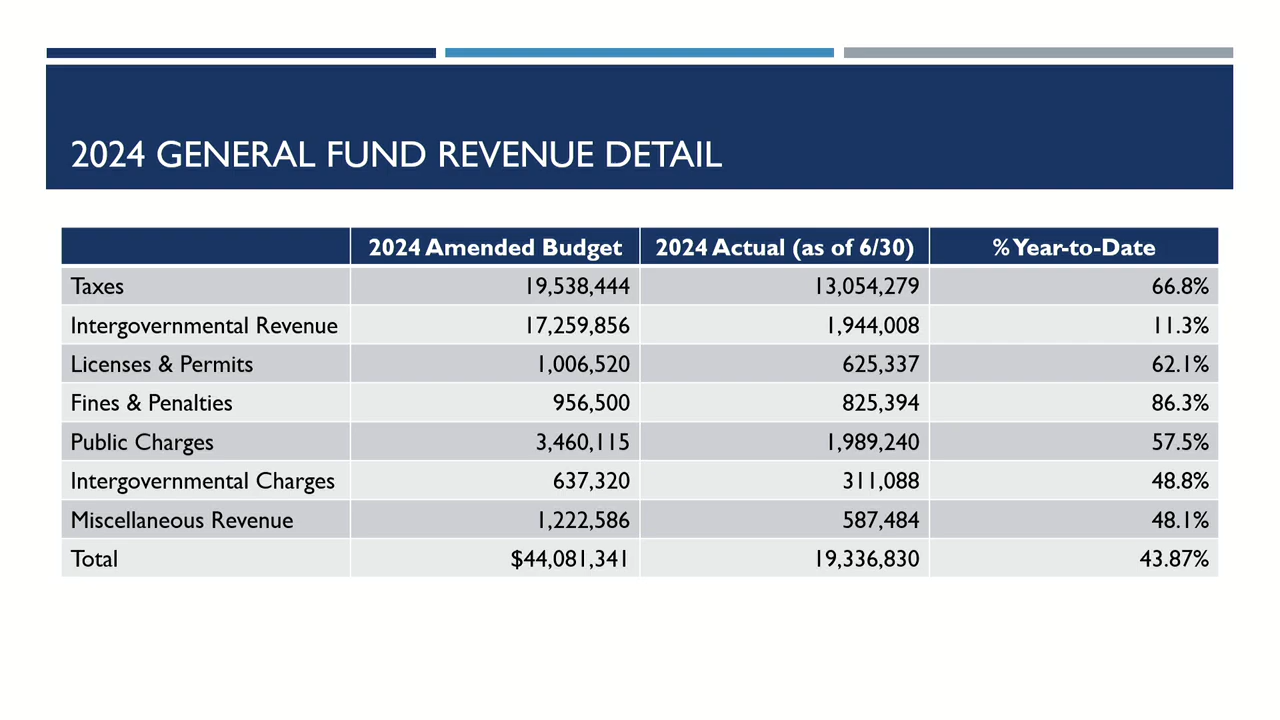 2024 GENERAL FUND REVENUE DETAIL
2024 Amended Budget 2024 Actual (as of 6/30) % Year-to-Date
Taxes 19,538,444 13,054,279 66.8%
Intergovernmental Revenue 17,259,856 1,944,008 11.3%
Licenses & Permits 1,006,520 625,337 62.1%
Fines & Penalties 956,500 825,394 86.3%
Public Charges 3,460,115 1,989,240 57.5%
Intergovernmental Charges 637,320 311,088 48.8%
Miscellaneous Revenue 1,222,586 587,484 48.1%
Total $44,081,341 19,336,830 43.87%